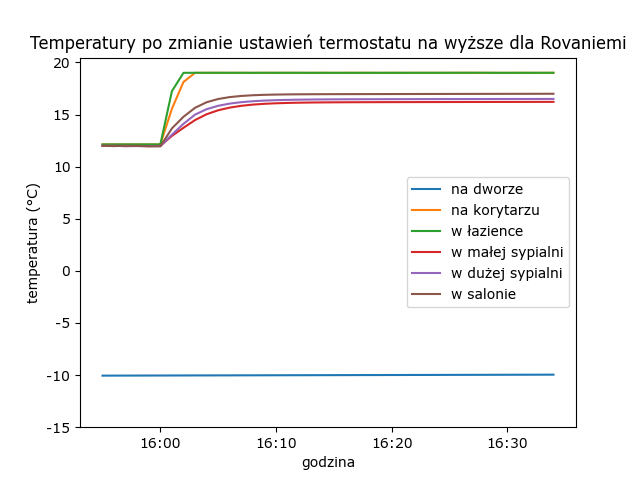 Temperatury po zmianie ustawień termostatu na wyższe dla Rovaniemi
temperatura (°C)
20
15
10
5
0
-5
-10
-15
16:00
16:10
16:20
16:30
godzina
na dworze
na korytarzu
w łazience
w małej sypialni
w dużej sypialni
w salonie